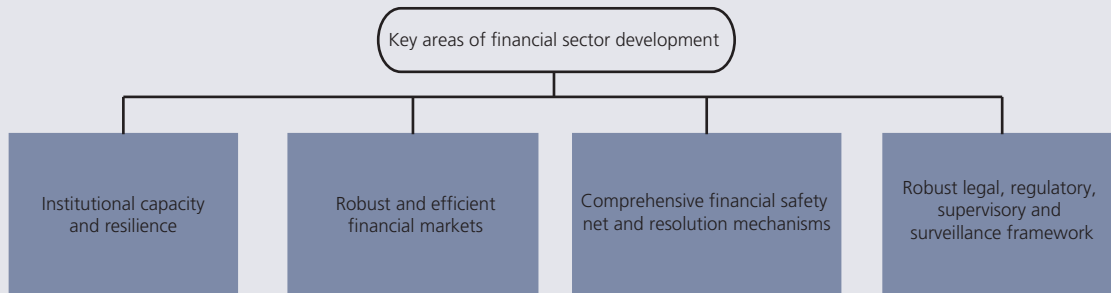 Key areas of financial sector development
Institutional capacity
and resilience
Robust and efficient
financial markets
Comprehensive financial safety
net and resolution mechanisms
Robust legal, regulatory,
supervisory and
surveillance framework